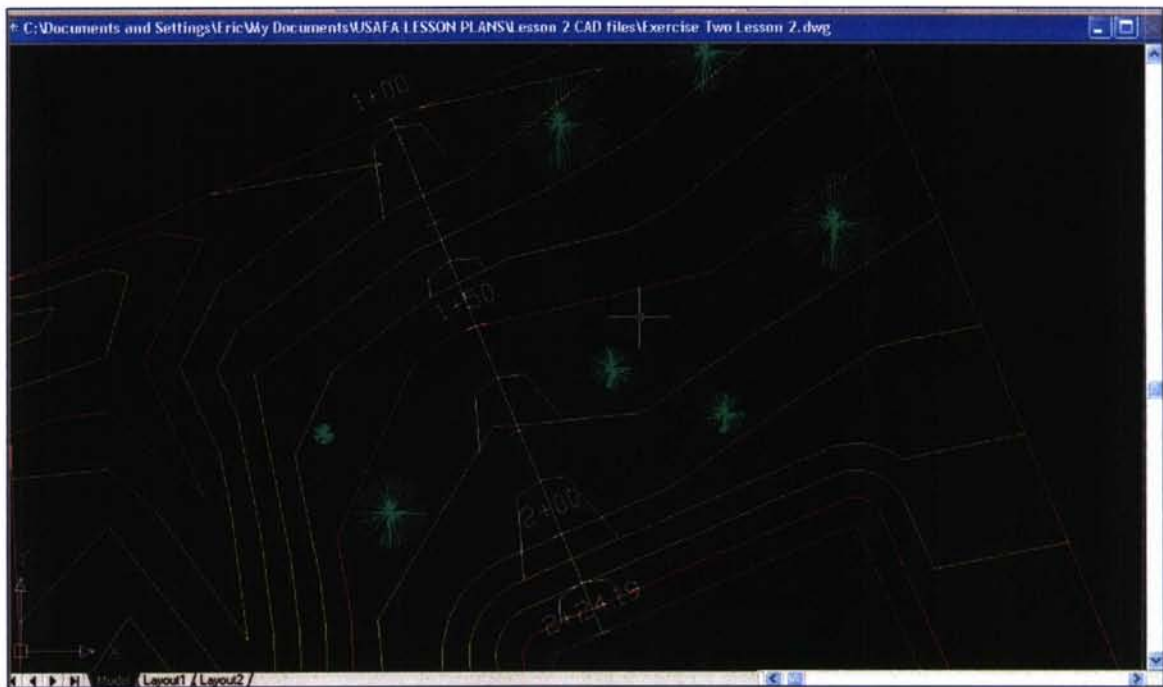 C:\Documents and Settings\Eric\My Documents\USAFA LESSON PLANS\Lesson 2 CAD files\Exercise Two Lesson 2.dwg
1+00
1+50
2+00
2+24.19
Model Layout1 Layout2